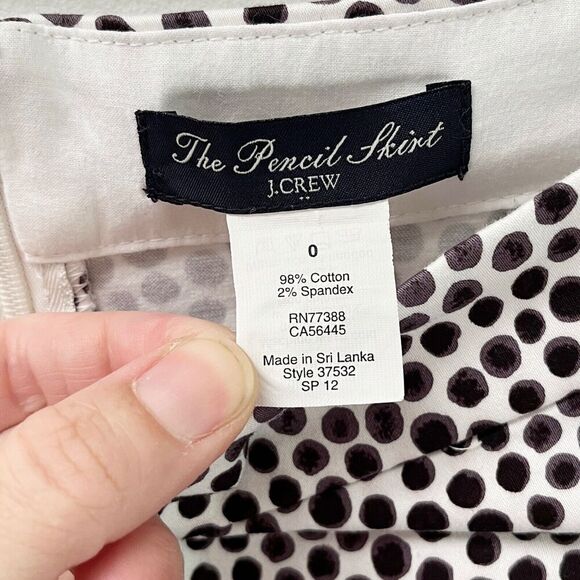 The Pencil Skirt
J.CREW
0
98% Cotton
2% Spandex
RN77388
CA56445
Made in Sri Lanka
Style 37532
SP 12